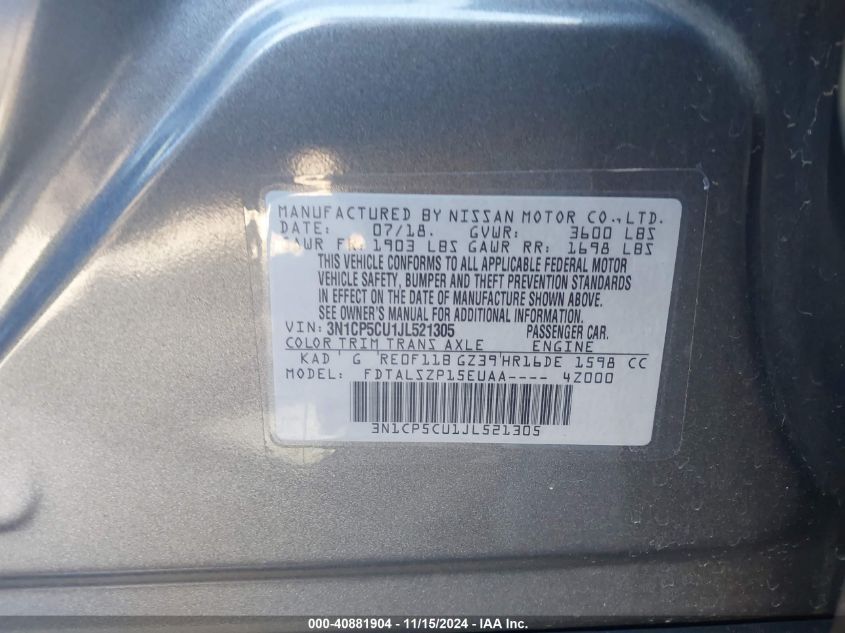 MANUFACTURED BY NISSAN MOTOR CO.,LTD.
DATE: 07/18. GVWR: 3600 LBS
GAWR FR: 1903 LBS GAWR RR: 1698 LBS
THIS VEHICLE CONFORMS TO ALL APPLICABLE FEDERAL MOTOR
VEHICLE SAFETY, BUMPER AND THEFT PREVENTION STANDARDS
IN EFFECT ON THE DATE OF MANUFACTURE SHOWN ABOVE.
SEE OWNER'S MANUAL FOR ADDITIONAL INFORMATION.
VIN: 3N1CP5CU1JL521305 PASSENGER CAR.
COLOR TRIM TRANS AXLE ENGINE
KAD ' G 'RE0F11B GZ39'HR16DE 1598 CC
MODEL: FDTALSZP15EUAA---- 4Z000
3N1CP5CU1JL521305
000-40881904 - 11/15/2024 - IAA Inc.